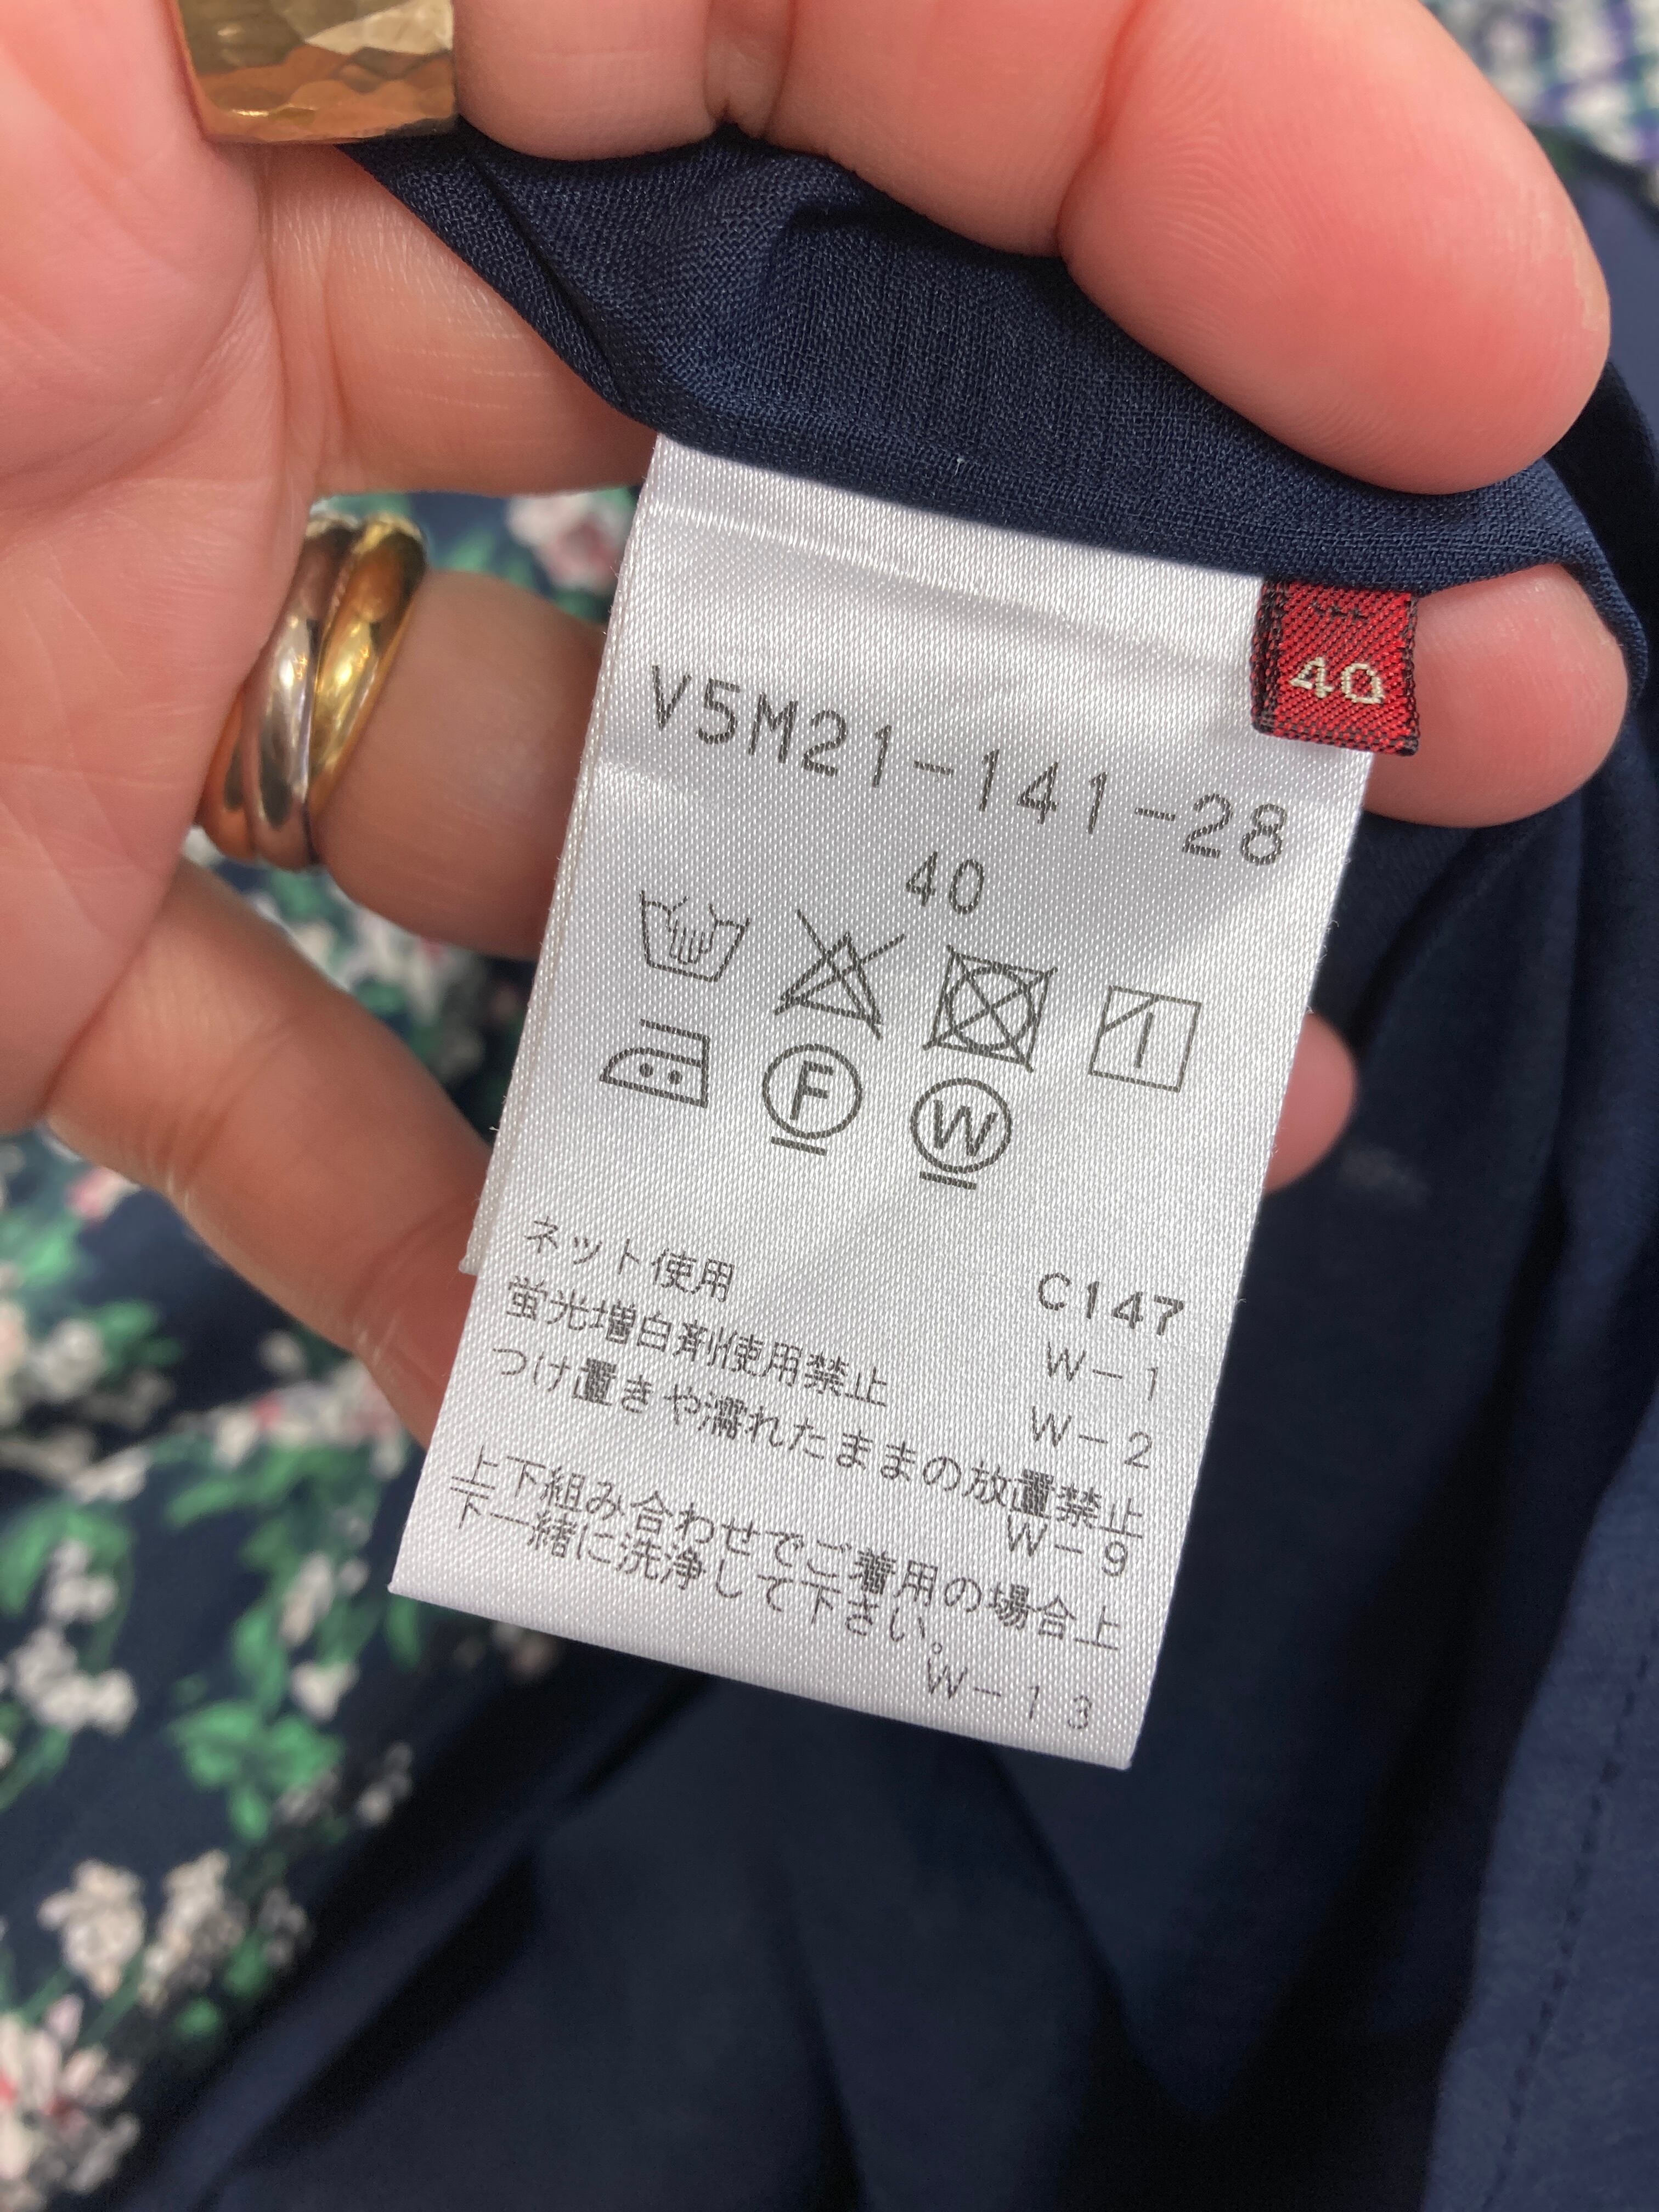 40
V5M21-141-28
40
F
W
ネット使用
C147
蛍光増白剤使用禁止
W-1
つけ置きや濡れたままの放置禁止
W-2
W-9
上下組み合わせでご着用の場合上
下一緒に洗浄して下さい。
W-13